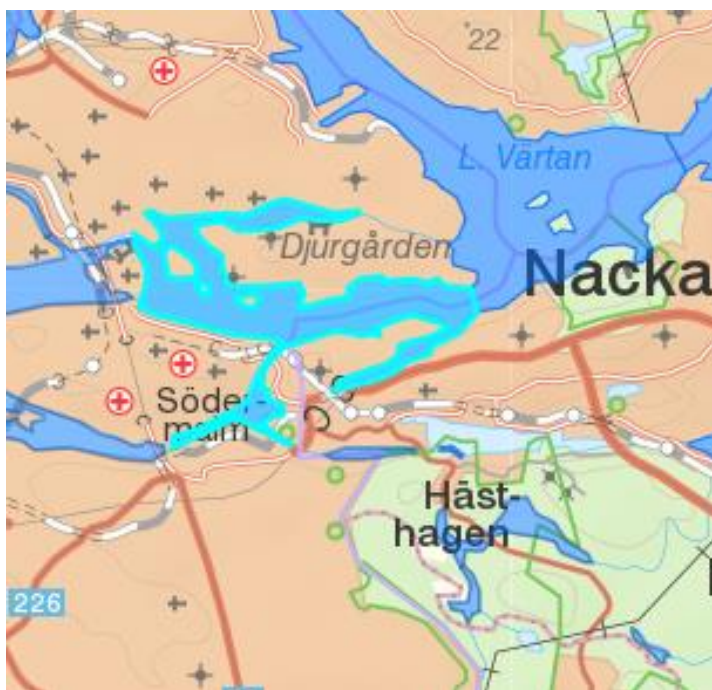 22
L. Värtan
Djurgården
Nacka
Söder-
malm
Häst-
hagen
226